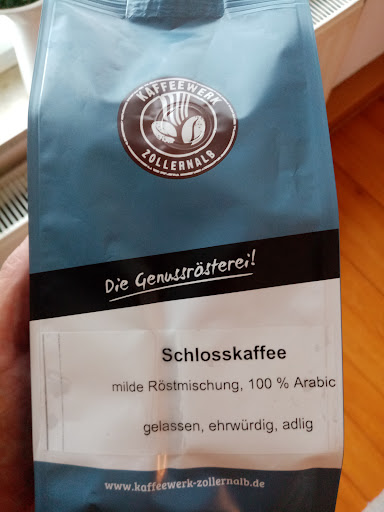 KAFFEEWERK
ZOLLERNALB
Die Genussrösterei!
Schlosskaffee
milde Röstmischung, 100 % Arabic
gelassen, ehrwürdig, adlig
www.kaffeewerk-zollernalb.de